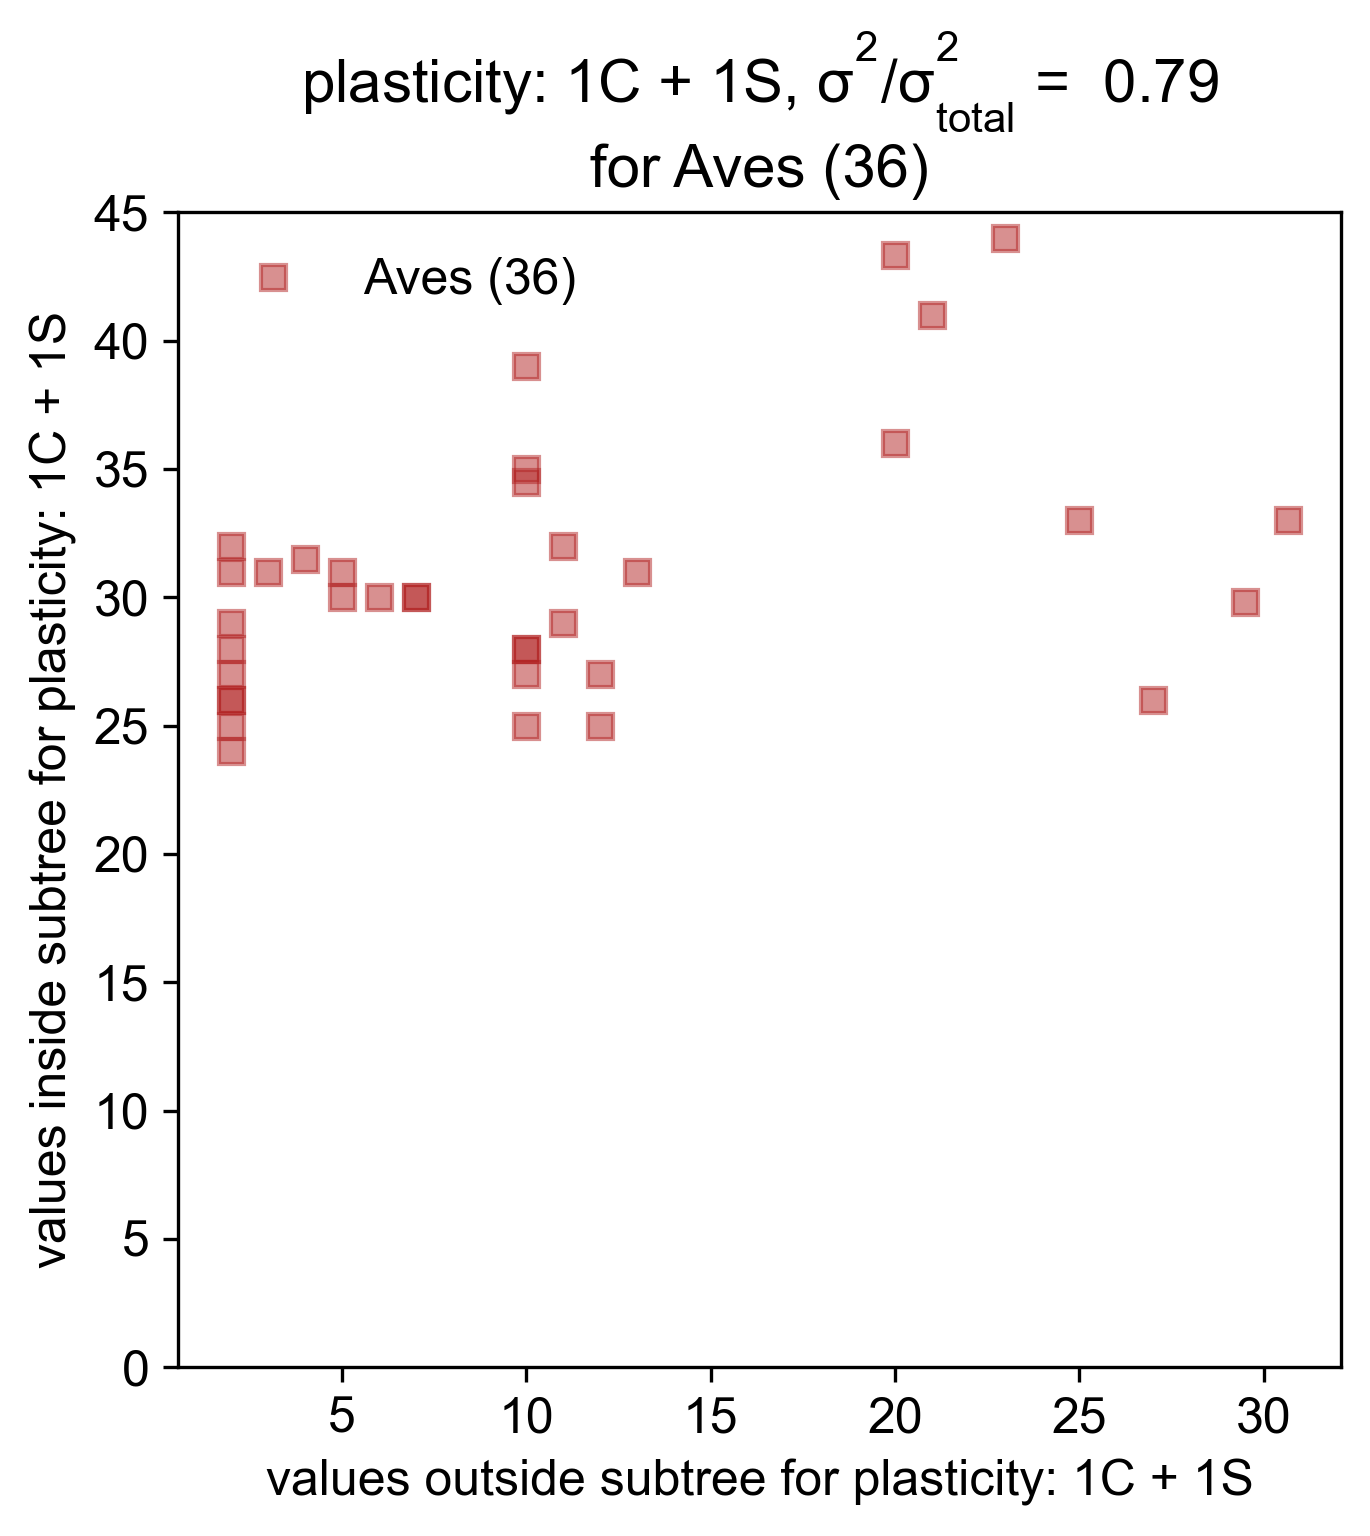 plasticity: 1C + 1S, σ²/σ²total = 0.79
for Aves (36)
Aves (36)
values inside subtree for plasticity: 1C + 1S
45
40
35
30
25
20
15
10
5
0
5 10 15 20 25 30
values outside subtree for plasticity: 1C + 1S